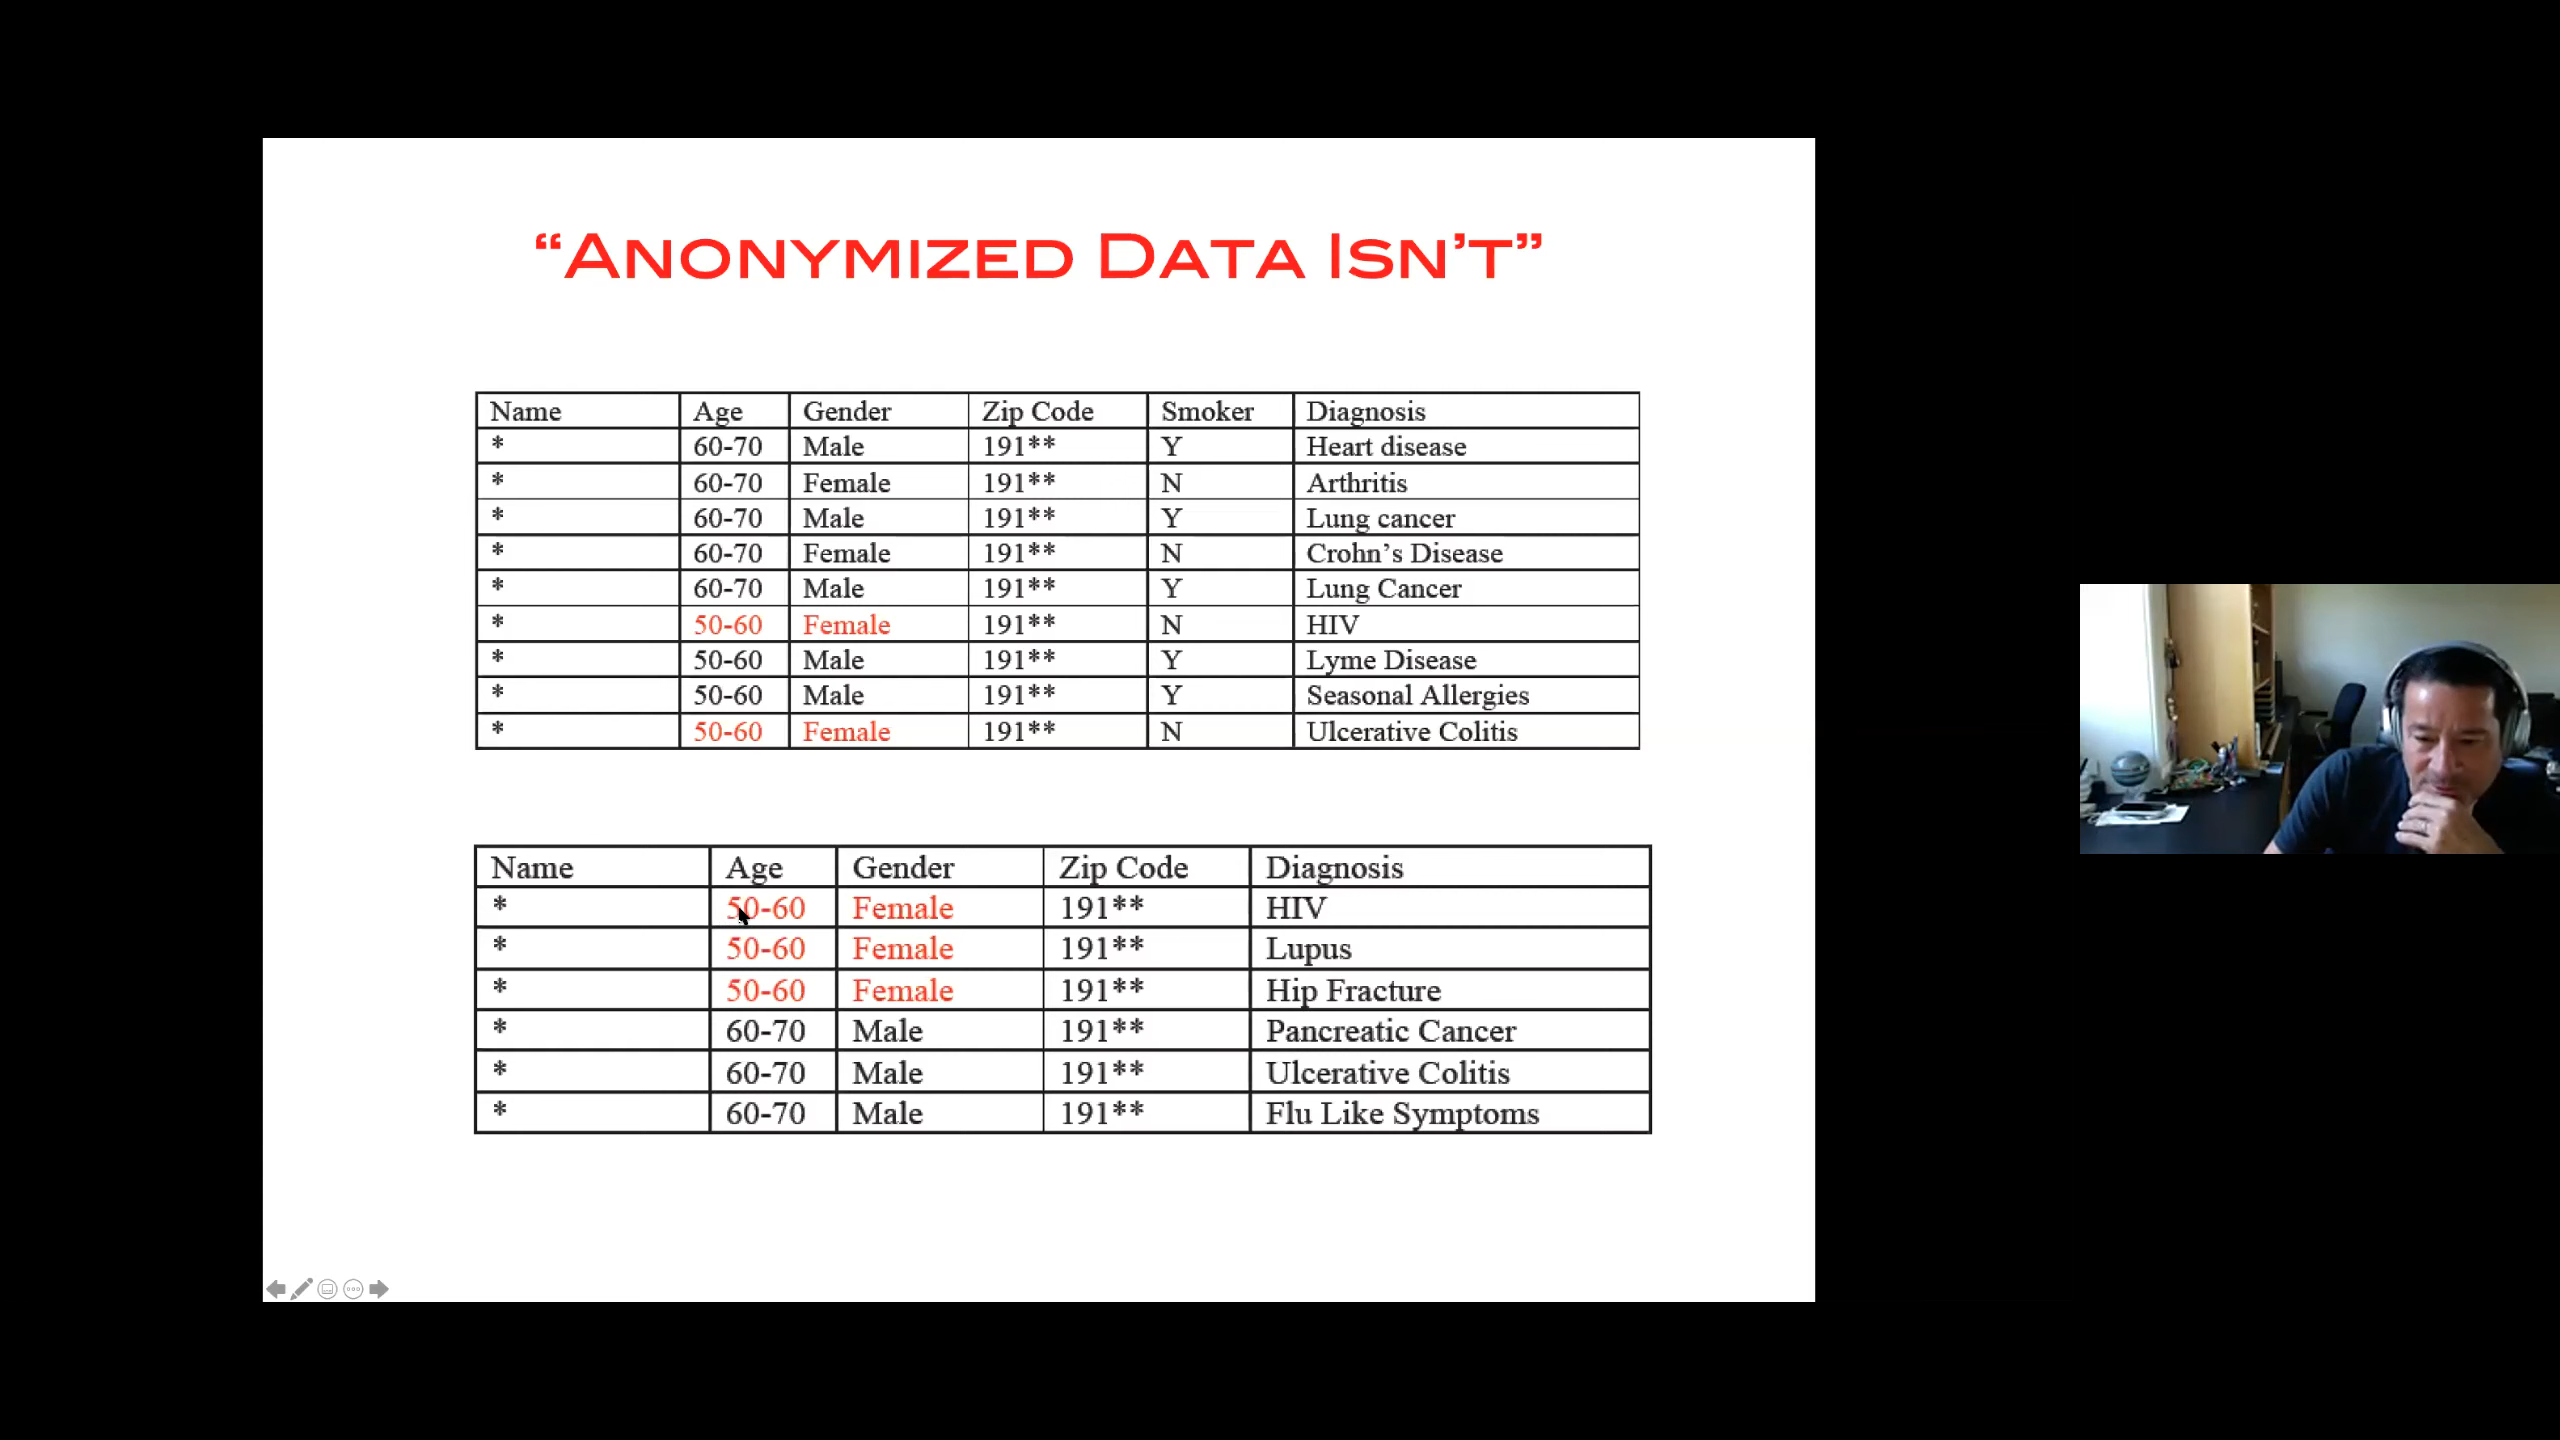 “ANONYMIZED DATA ISN’T”
Name Age Gender Zip Code Smoker Diagnosis
* 60-70 Male 191** Y Heart disease
* 60-70 Female 191** N Arthritis
* 60-70 Male 191** Y Lung cancer
* 60-70 Female 191** N Crohn’s Disease
* 60-70 Male 191** Y Lung Cancer
* 50-60 Female 191** N HIV
* 50-60 Male 191** Y Lyme Disease
* 50-60 Male 191** Y Seasonal Allergies
* 50-60 Female 191** N Ulcerative Colitis
Name Age Gender Zip Code Diagnosis
* 50-60 Female 191** HIV
* 50-60 Female 191** Lupus
* 50-60 Female 191** Hip Fracture
* 60-70 Male 191** Pancreatic Cancer
* 60-70 Male 191** Ulcerative Colitis
* 60-70 Male 191** Flu Like Symptoms